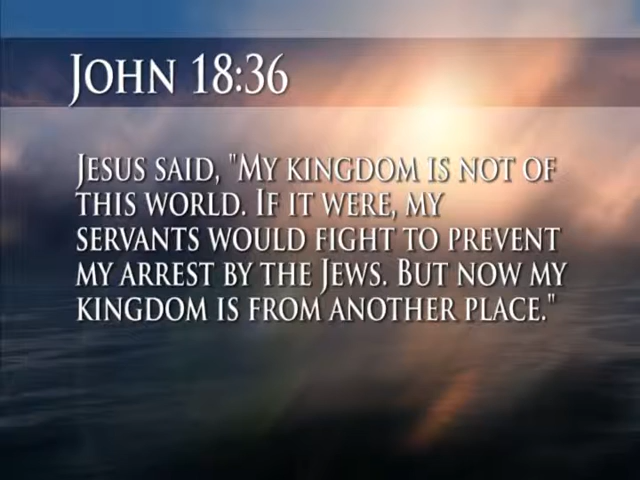 John 18:36
Jesus said, "My kingdom is not of
this world. If it were, my
servants would fight to prevent
my arrest by the Jews. But now my
kingdom is from another place."